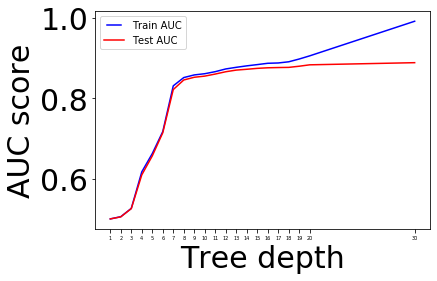 1.0
0.8
0.6
AUC score
Train AUC
Test AUC
1 2 3 4 5 6 7 8 9 10 11 12 13 14 15 16 17 18 19 20 30
Tree depth